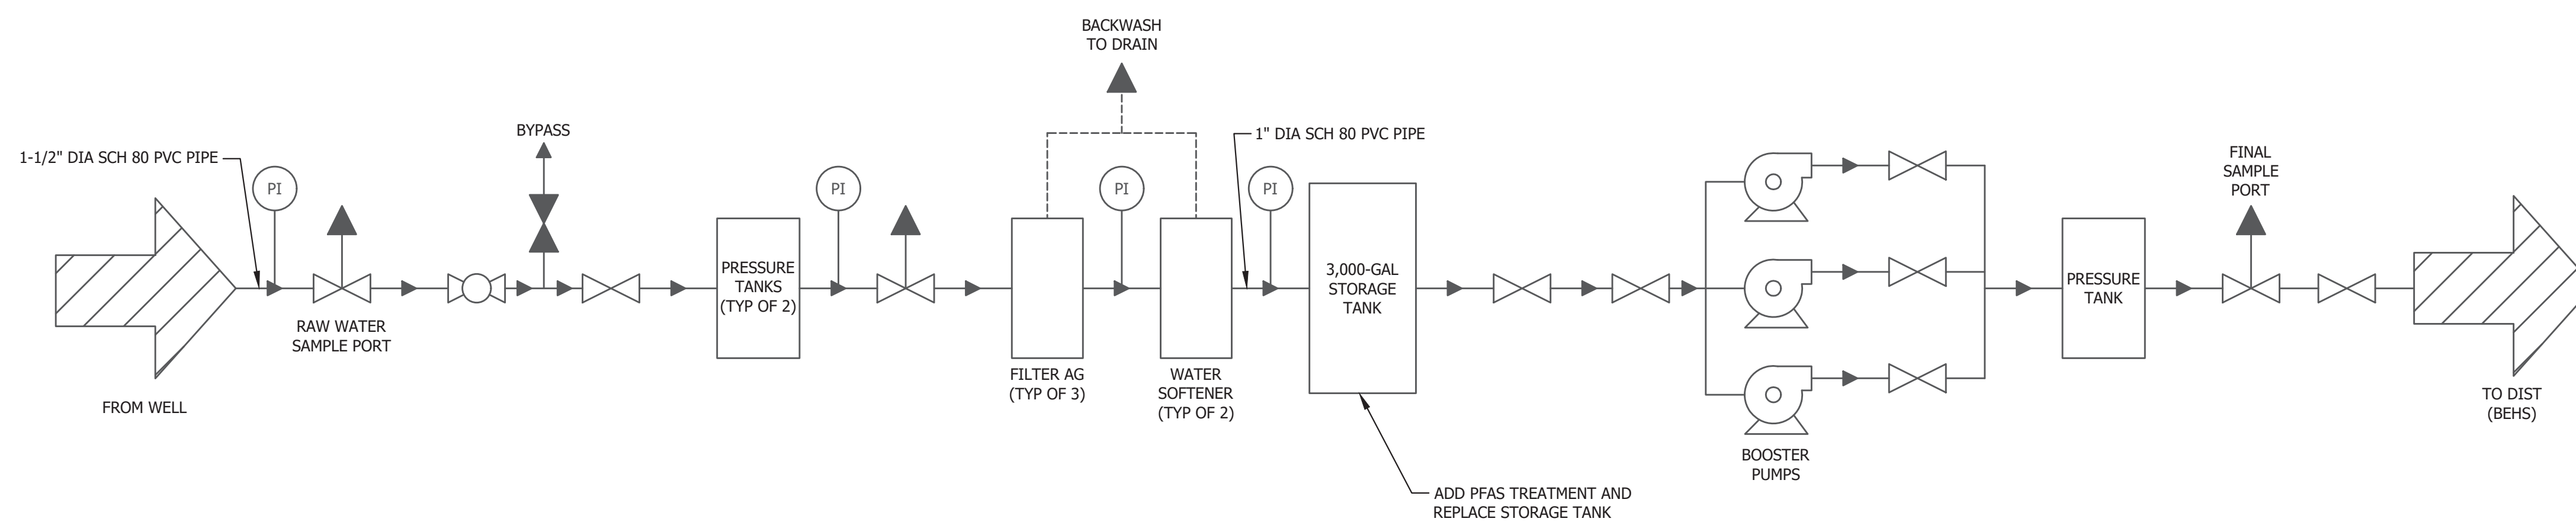 BACKWASH
TO DRAIN
BYPASS
1-1/2" DIA SCH 80 PVC PIPE
1" DIA SCH 80 PVC PIPE
PI
PI
PI
PI
FINAL
SAMPLE
PORT
PRESSURE
TANKS
(TYP OF 2)
3,000-GAL
STORAGE
TANK
PRESSURE
TANK
RAW WATER
SAMPLE PORT
FROM WELL
FILTER AG
(TYP OF 3)
WATER
SOFTENER
(TYP OF 2)
TO DIST
(BEHS)
BOOSTER
PUMPS
ADD PFAS TREATMENT AND
REPLACE STORAGE TANK